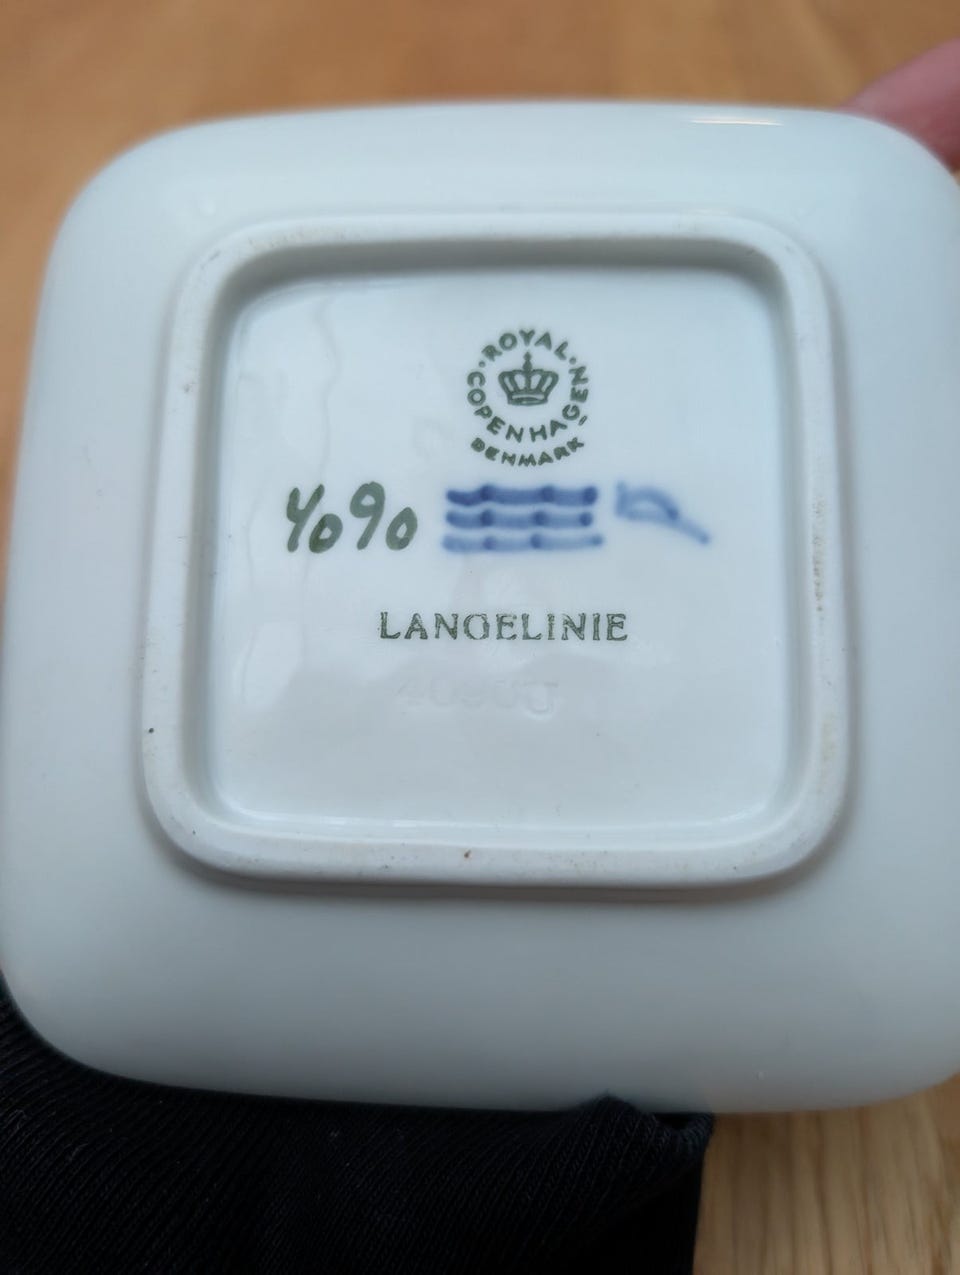 ROYAL
COPENHAGEN
DENMARK
4090
LANGELINIE